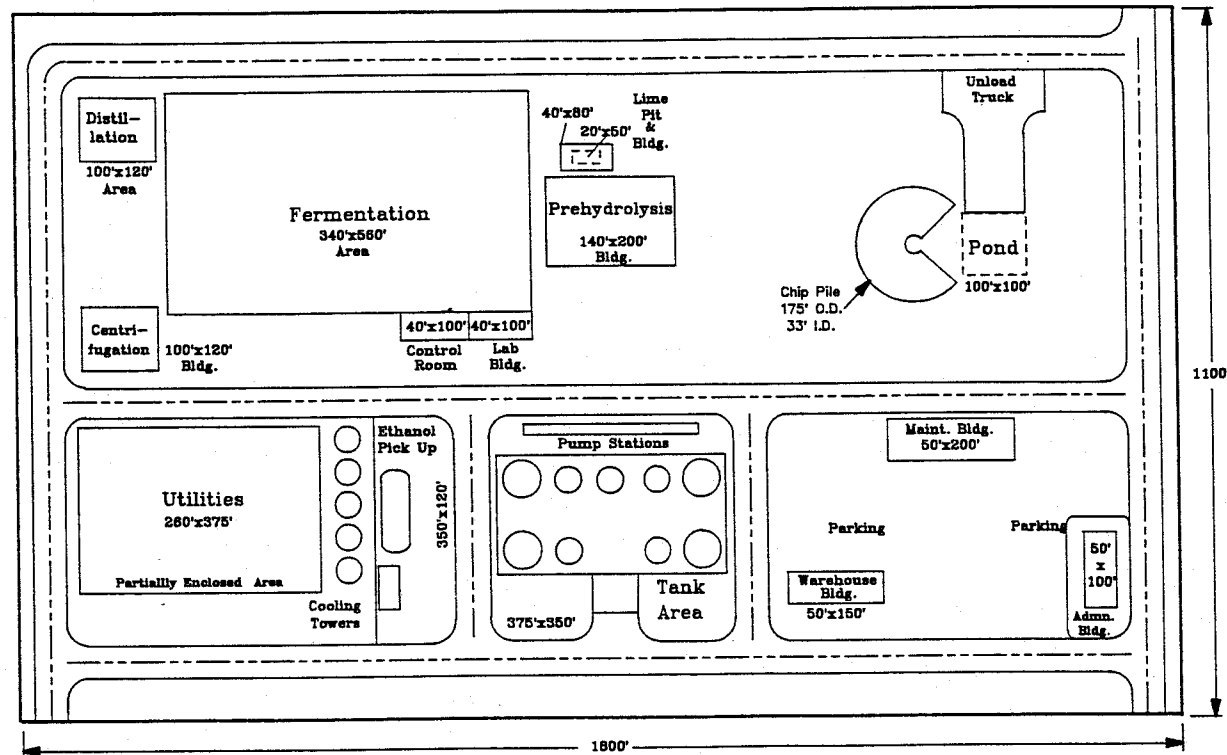 Distil-
lation
100'x120'
Area
Fermentation
340'x560'
Area
40'x80'
20'x50'
Lime
Pit
&
Bldg.
Prehydrolysis
140'x200'
Bldg.
Unload
Truck
Pond
100'x100'
Chip Pile
175' O.D.
33' I.D.
Centri-
fugation
100'x120'
Bldg.
40'x100'
Control
Room
40'x100'
Lab
Bldg.
1100'
Utilities
260'x375'
Partiallly Enclosed Area
Cooling
Towers
Ethanol
Pick Up
350'x120'
Pump Stations
Tank
Area
375'x350'
Maint. Bldg.
50'x200'
Parking
Parking
Warehouse
Bldg.
50'x150'
50'
x
100'
Admn.
Bldg.
1800'